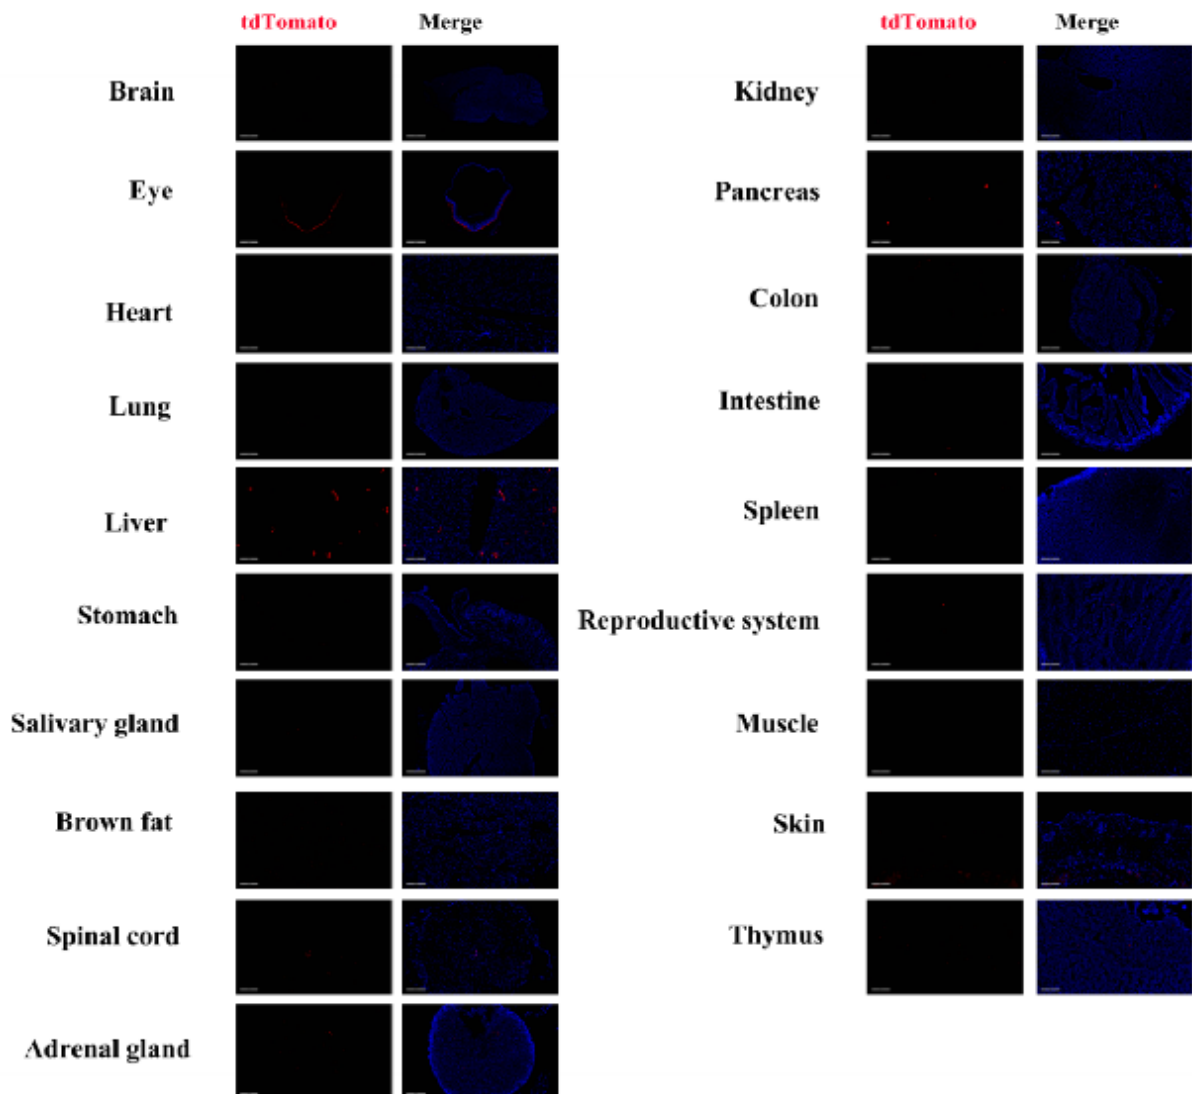 tdTomato Merge tdTomato Merge
Brain Kidney
Eye Pancreas
Heart Colon
Lung Intestine
Liver Spleen
Stomach Reproductive system
Salivary gland Muscle
Brown fat Skin
Spinal cord Thymus
Adrenal gland